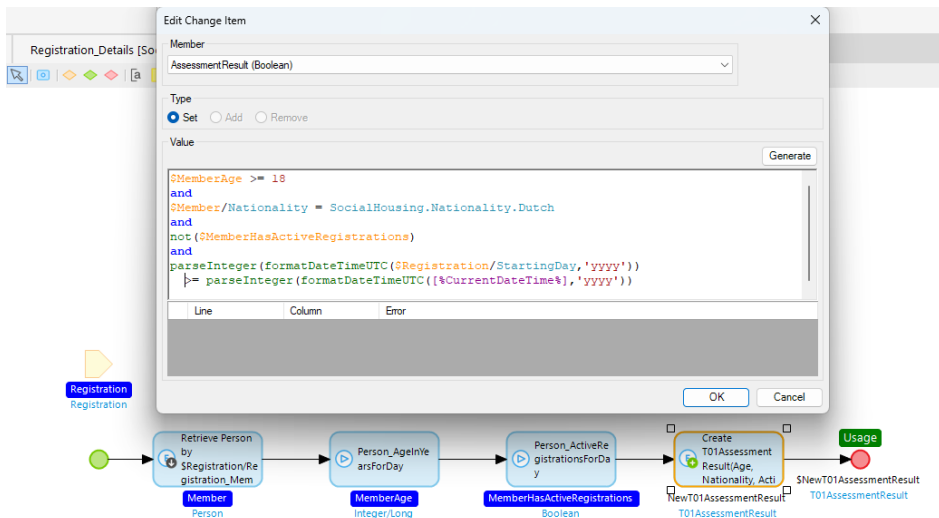 Edit Change Item
Registration_Details [So
Member
AssessmentResult (Boolean)
Type
Set
Add
Remove
Value
Generate
$MemberAge >= 18
and
$Member/Nationality = SocialHousing.Nationality.Dutch
and
not($MemberHasActiveRegistrations)
and
parseInteger(formatDateTimeUTC($Registration/StartingDay,'yyyy'))
>= parseInteger(formatDateTimeUTC([%CurrentDateTime%],'yyyy'))
Line Column Error
OK Cancel
Registration
Registration
Retrieve Person
by
$Registration/Re
gistration_Mem
Member
Person
Person_AgeInYe
arsForDay
MemberAge
Integer/Long
Person_ActiveRe
gistrationsForDa
y
MemberHasActiveRegistrations
Boolean
Create
T01Assessment
Result(Age,
Nationality, Acti
NewT01AssessmentResult
T01AssessmentResult
Usage
$NewT01AssessmentResult
T01AssessmentResult